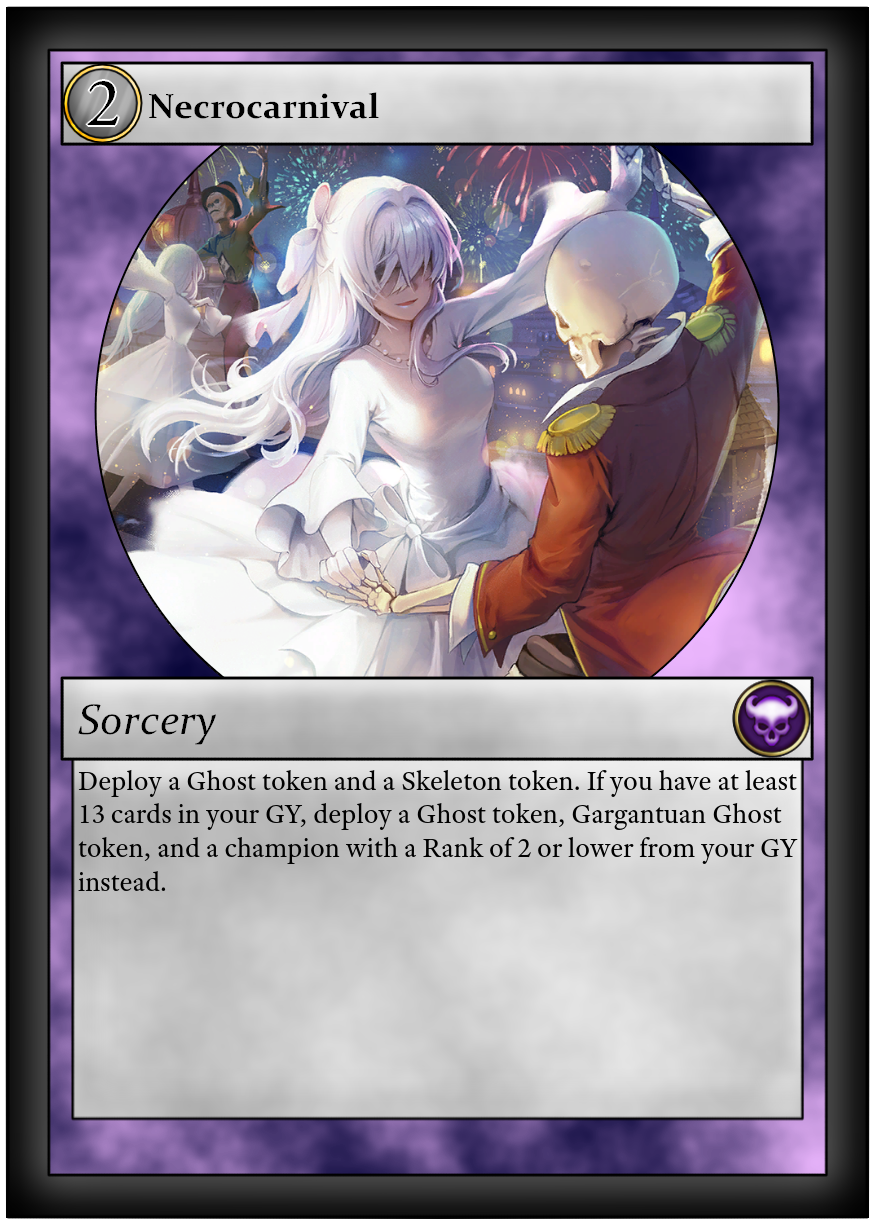 2 Necrocarnival
Sorcery
Deploy a Ghost token and a Skeleton token. If you have at least
13 cards in your GY, deploy a Ghost token, Gargantuan Ghost
token, and a champion with a Rank of 2 or lower from your GY
instead.